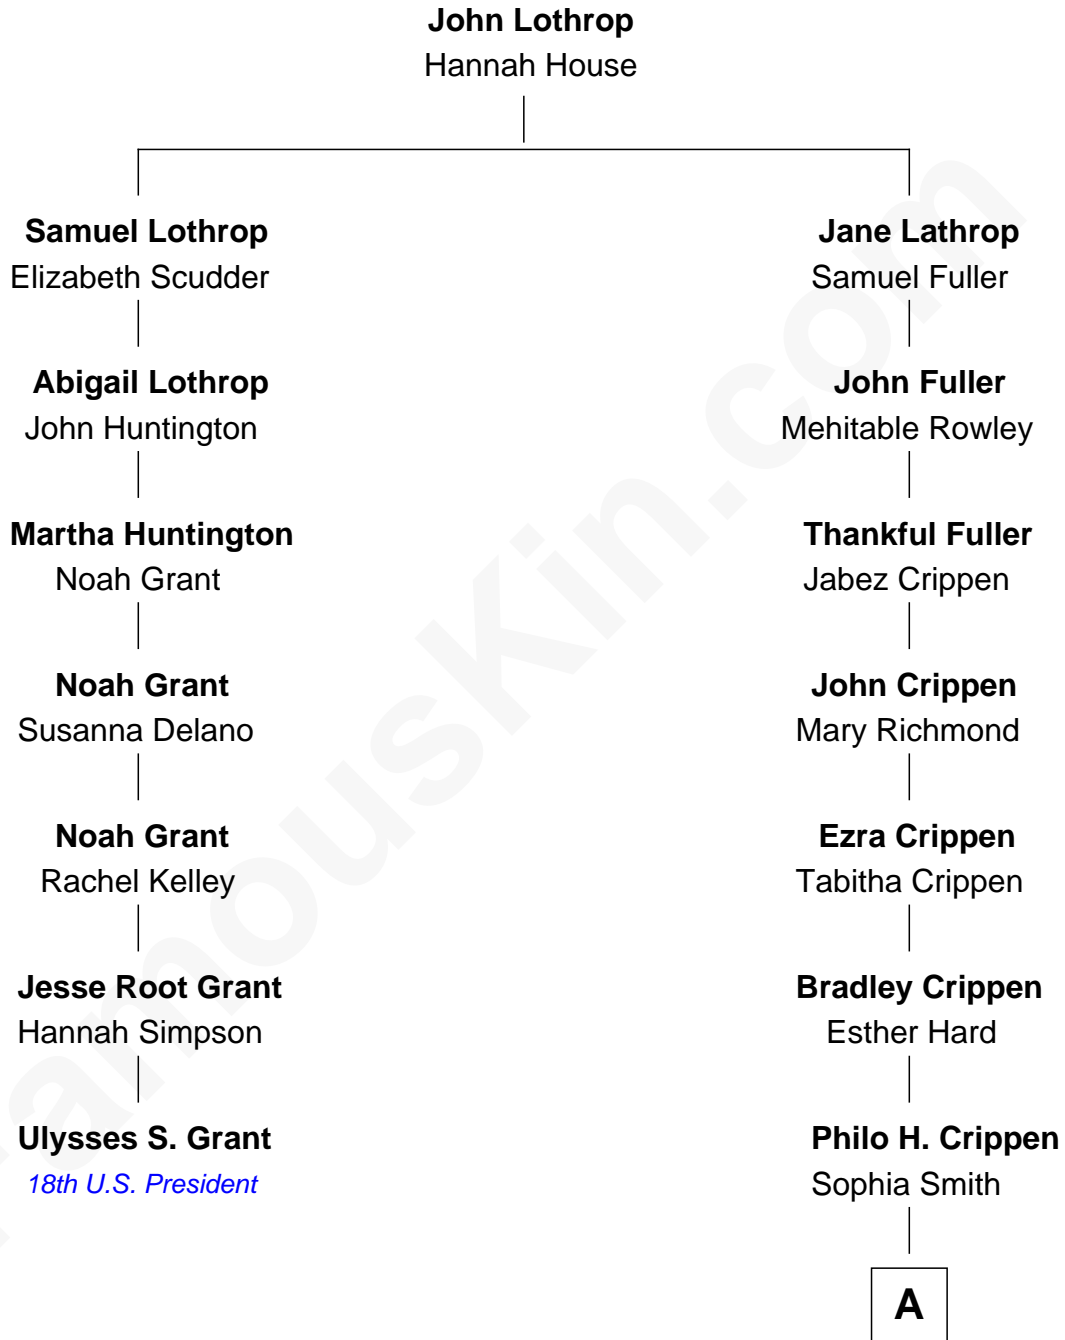 John Lothrop
Hannah House
Samuel Lothrop
Elizabeth Scudder
Jane Lathrop
Samuel Fuller
Abigail Lothrop
John Huntington
John Fuller
Mehitable Rowley
Martha Huntington
Noah Grant
Thankful Fuller
Jabez Crippen
Noah Grant
Susanna Delano
John Crippen
Mary Richmond
Noah Grant
Rachel Kelley
Ezra Crippen
Tabitha Crippen
Jesse Root Grant
Hannah Simpson
Bradley Crippen
Esther Hard
Ulysses S. Grant
18th U.S. President
Philo H. Crippen
Sophia Smith
A
FamousKin.com